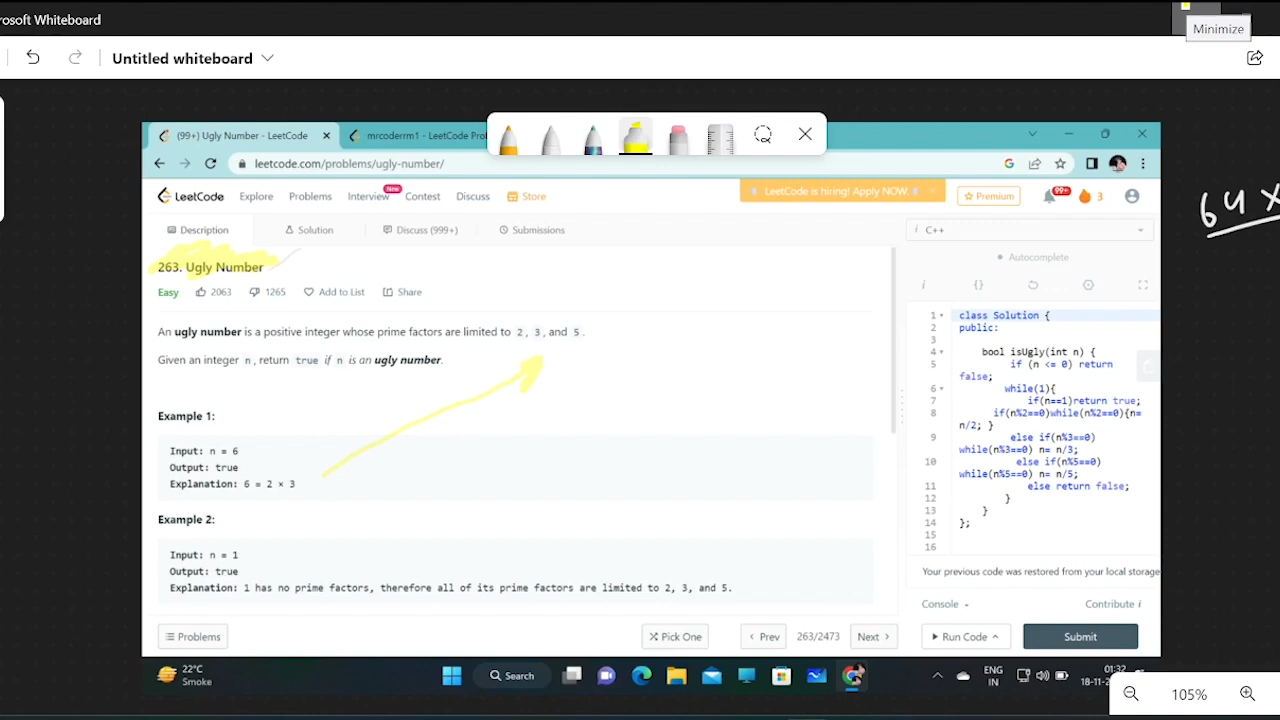 rosoft Whiteboard
Minimize
Untitled whiteboard
(99+) Ugly Number - LeetCode
mrcoderrm1 - LeetCode Pro
leetcode.com/problems/ugly-number/
LeetCode Explore Problems Interview New Contest Discuss Store
LeetCode is hiring! Apply NOW.
Premium 99+ 3
64 x
Description Solution Discuss (999+) Submissions
i C++
Autocomplete
263. Ugly Number
Easy 2063 1265 Add to List Share
i {}
An ugly number is a positive integer whose prime factors are limited to 2, 3, and 5.
Given an integer n, return true if n is an ugly number.
Example 1:
Input: n = 6
Output: true
Explanation: 6 = 2 × 3
Example 2:
Input: n = 1
Output: true
Explanation: 1 has no prime factors, therefore all of its prime factors are limited to 2, 3, and 5.
1 class Solution {
2 public:
3
4 bool isUgly(int n) {
5 if (n <= 0) return
false;
6 while(1){
7 if(n==1)return true;
8 if(n%2==0)while(n%2==0){n=
n/2; }
9 else if(n%3==0)
while(n%3==0) n= n/3;
10 else if(n%5==0)
while(n%5==0) n= n/5;
11 else return false;
12 }
13 }
14 };
15
16
Your previous code was restored from your local storage
Console Contribute i
Problems Pick One Prev 263/2473 Next Run Code Submit
22°C
Smoke
Search
ENG
IN
01:32
18-11-2
105%